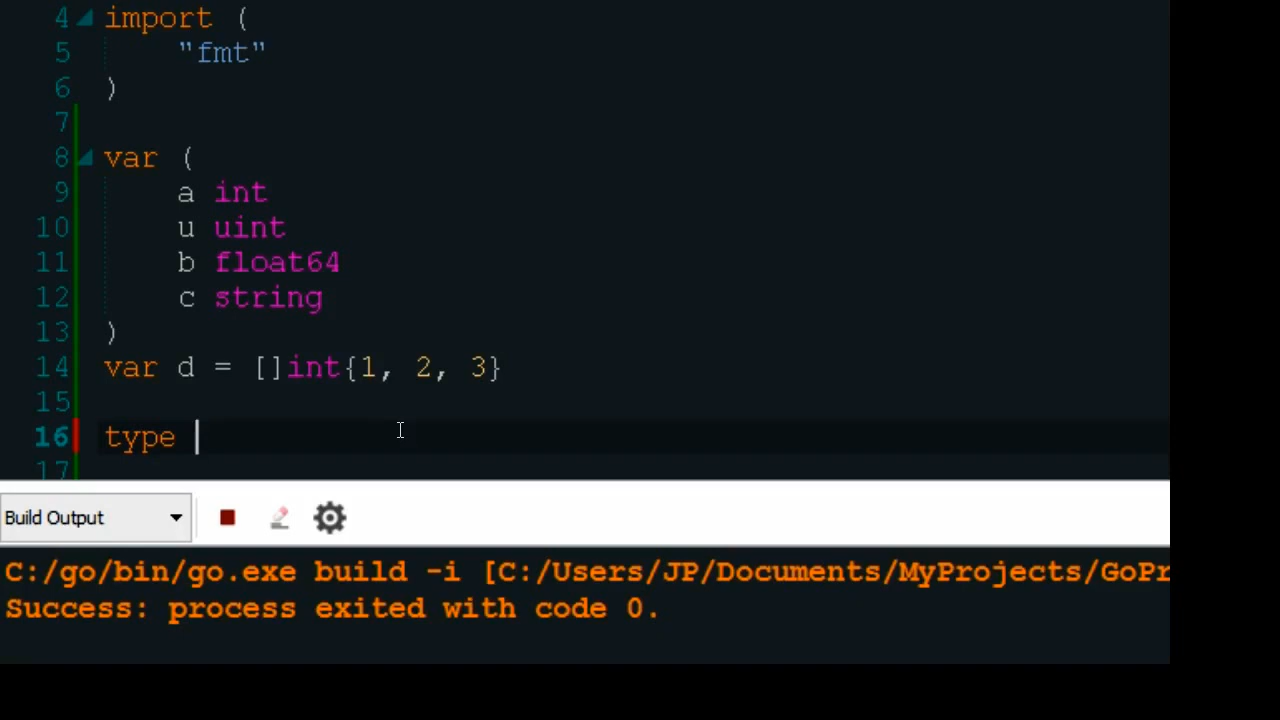 4 import (
5 "fmt"
6 )
7
8 var (
9 a int
10 u uint
11 b float64
12 c string
13 )
14 var d = []int{1, 2, 3}
15
16 type
17
Build Output
C:/go/bin/go.exe build -i [C:/Users/JP/Documents/MyProjects/GoPr
Success: process exited with code 0.